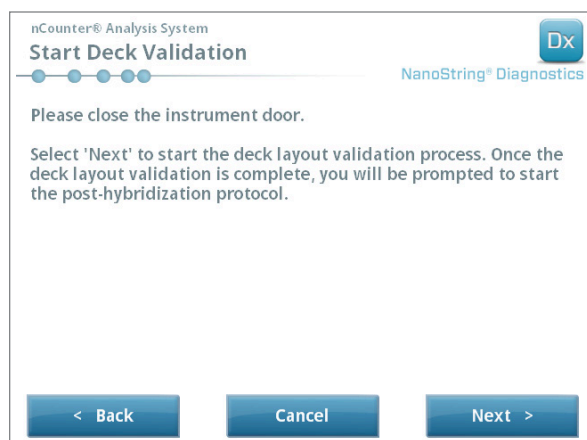 nCounter® Analysis System
Start Deck Validation
Dx
NanoString® Diagnostics
Please close the instrument door.
Select 'Next' to start the deck layout validation process. Once the
deck layout validation is complete, you will be prompted to start
the post-hybridization protocol.
< Back
Cancel
Next >